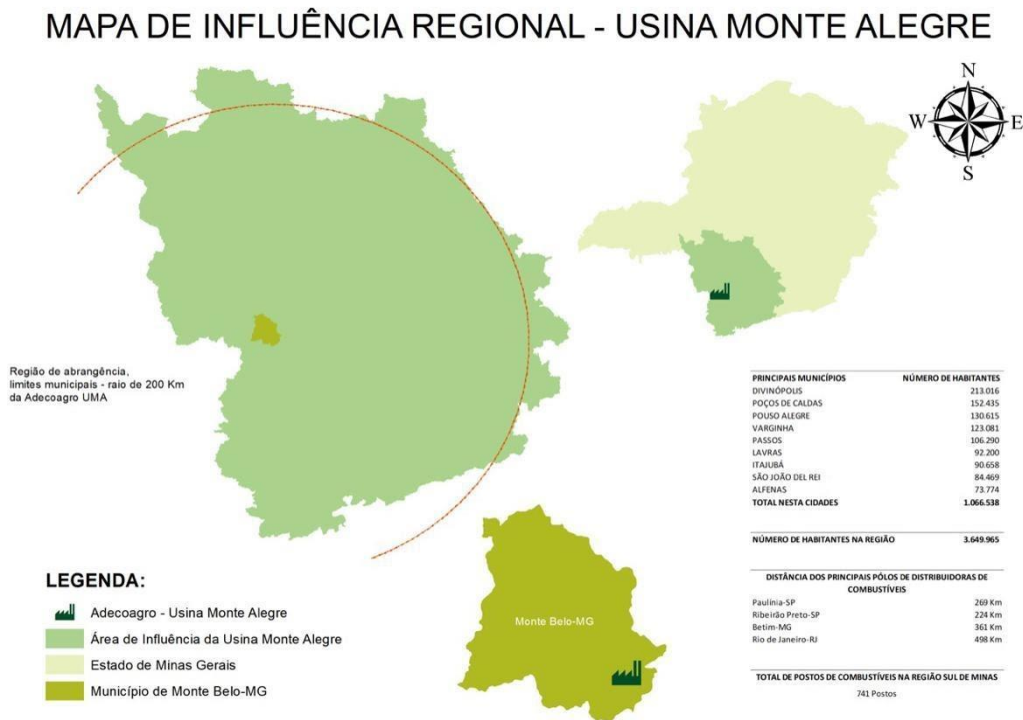 MAPA DE INFLUÊNCIA REGIONAL - USINA MONTE ALEGRE
N
W E
S
Região de abrangência,
limites municipais - raio de 200 Km
da Adecoagro UMA
PRINCIPAIS MUNICÍPIOS NÚMERO DE HABITANTES
DIVINÓPOLIS 213.016
POÇOS DE CALDAS 152.435
POUSO ALEGRE 130.615
VARGINHA 123.081
PASSOS 106.290
LAVRAS 92.200
ITAJUBÁ 90.658
SÃO JOÃO DEL REI 84.469
ALFENAS 73.774
TOTAL NESTA CIDADES 1.066.538
NÚMERO DE HABITANTES NA REGIÃO 3.649.965
DISTÂNCIA DOS PRINCIPAIS PÓLOS DE DISTRIBUIDORAS DE
COMBUSTÍVEIS
Paulínia-SP 269 Km
Ribeirão Preto-SP 224 Km
Betim-MG 361 Km
Rio de Janeiro-RJ 498 Km
TOTAL DE POSTOS DE COMBUSTÍVEIS NA REGIÃO SUL DE MINAS
741 Postos
LEGENDA:
Adecoagro - Usina Monte Alegre
Área de Influência da Usina Monte Alegre
Estado de Minas Gerais
Município de Monte Belo-MG
Monte Belo-MG